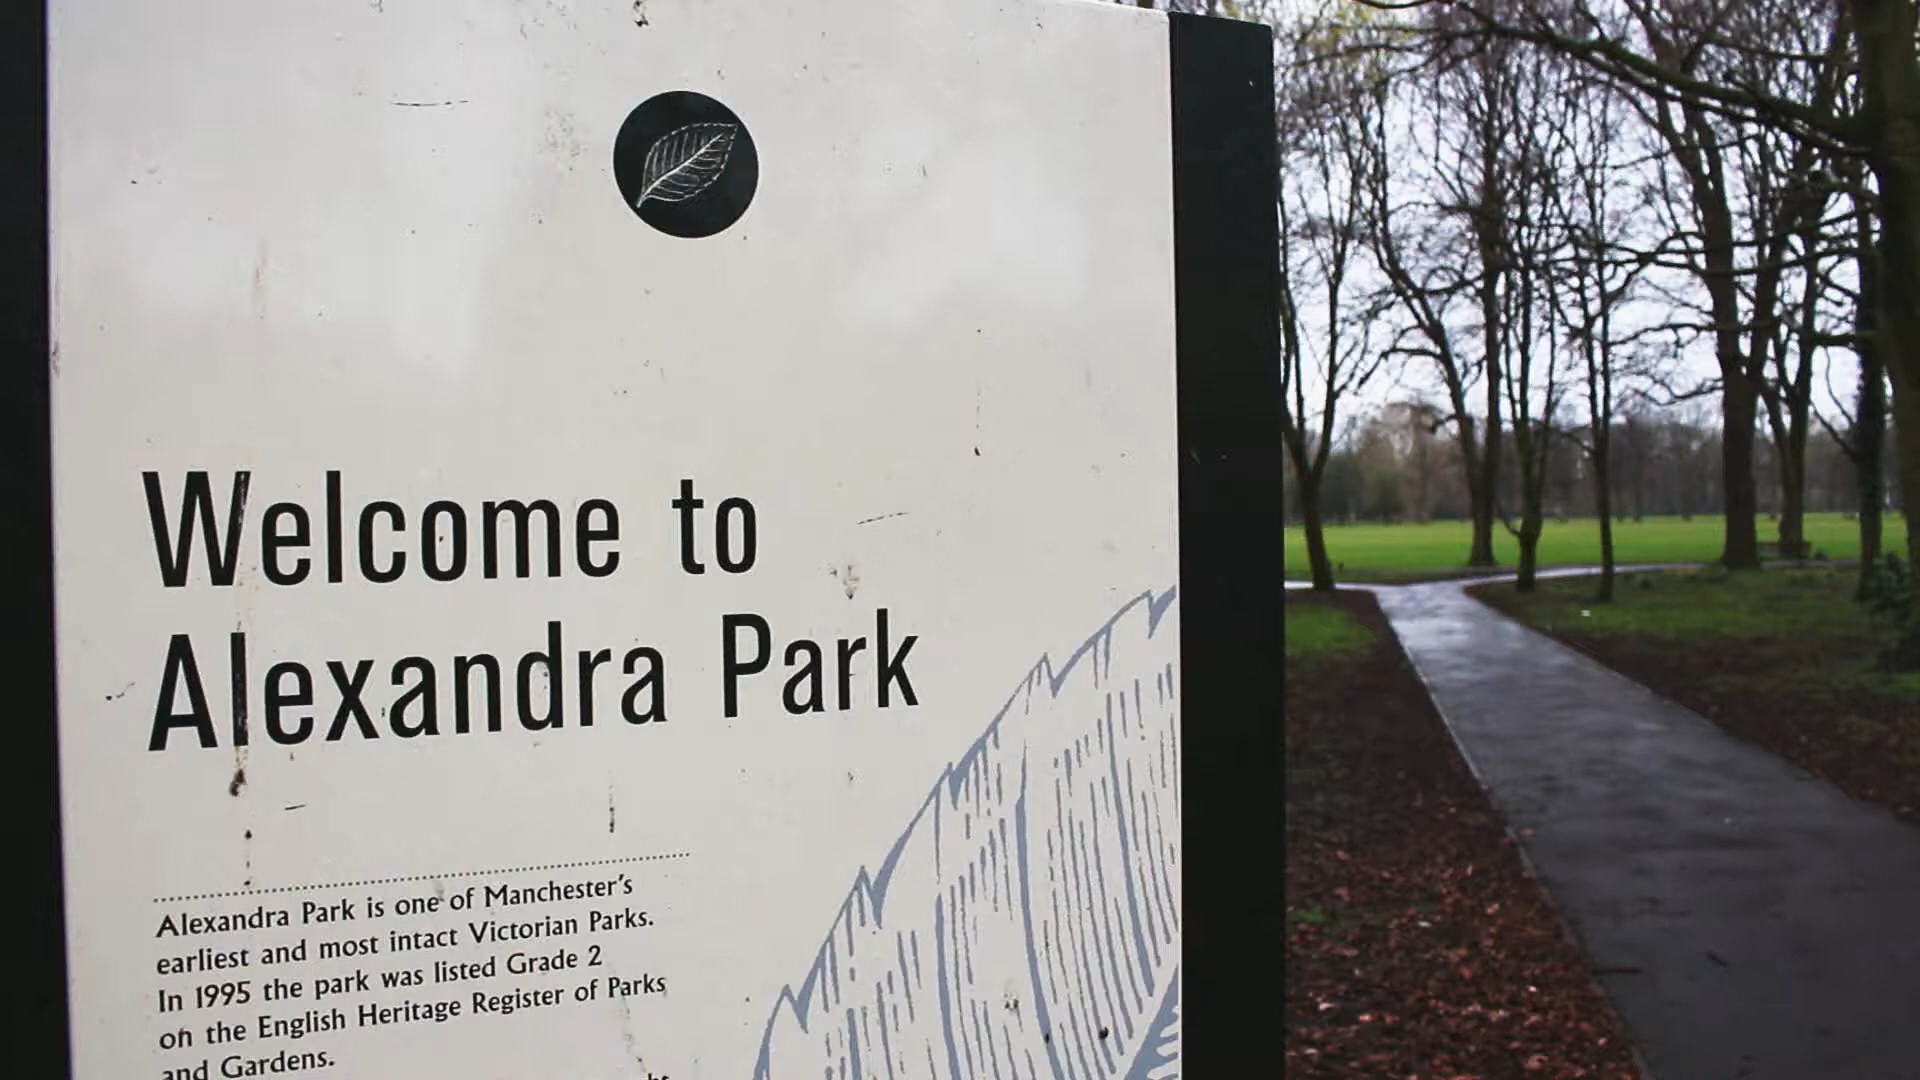 Welcome to
Alexandra Park
Alexandra Park is one of Manchester's
earliest and most intact Victorian Parks.
In 1995 the park was listed Grade 2
on the English Heritage Register of Parks
and Gardens.